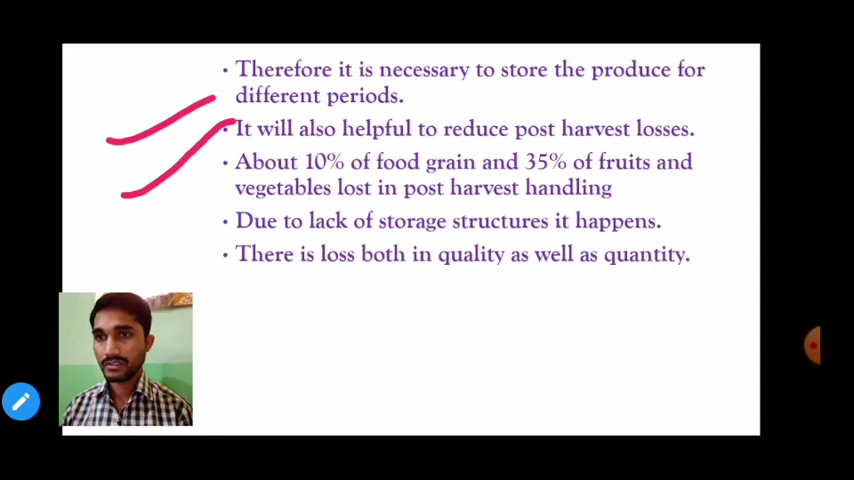 • Therefore it is necessary to store the produce for
different periods.
• It will also helpful to reduce post harvest losses.
• About 10% of food grain and 35% of fruits and
vegetables lost in post harvest handling
• Due to lack of storage structures it happens.
• There is loss both in quality as well as quantity.